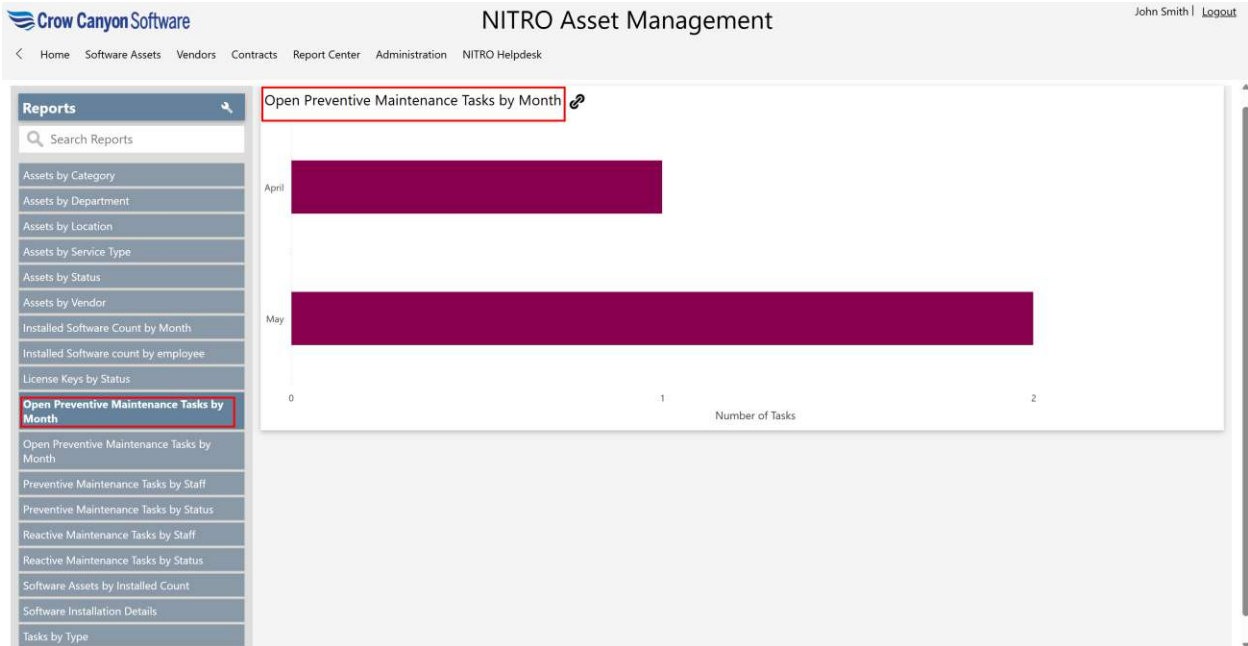 Crow Canyon Software
NITRO Asset Management
John Smith | Logout
< Home Software Assets Vendors Contracts Report Center Administration NITRO Helpdesk
Reports
Search Reports
Assets by Category
Assets by Department
Assets by Location
Assets by Service Type
Assets by Status
Assets by Vendor
Installed Software Count by Month
Installed Software count by employee
License Keys by Status
Open Preventive Maintenance Tasks by
Month
Open Preventive Maintenance Tasks by
Month
Preventive Maintenance Tasks by Staff
Preventive Maintenance Tasks by Status
Reactive Maintenance Tasks by Staff
Reactive Maintenance Tasks by Status
Software Assets by Installed Count
Software Installation Details
Tasks by Type
Open Preventive Maintenance Tasks by Month
April
May
0 1 2
Number of Tasks